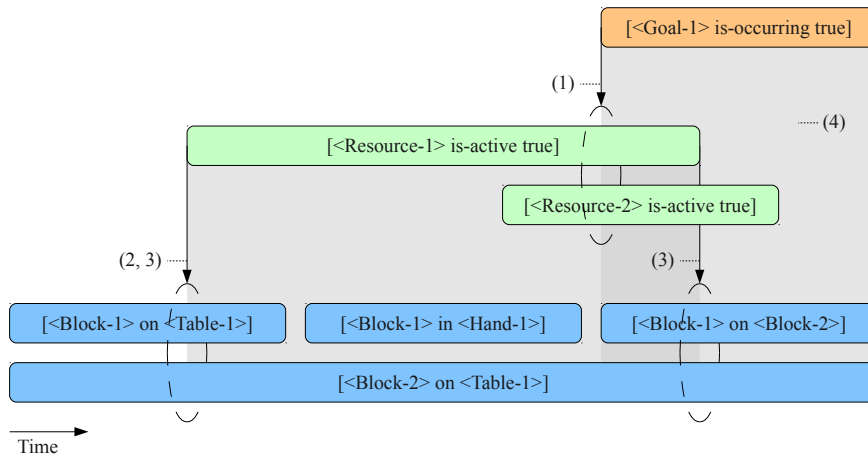 [<Goal-1> is-occurring true]
(1)
(4)
[<Resource-1> is-active true]
[<Resource-2> is-active true]
(2, 3)
(3)
[<Block-1> on <Table-1>]
[<Block-1> in <Hand-1>]
[<Block-1> on <Block-2>]
[<Block-2> on <Table-1>]
Time